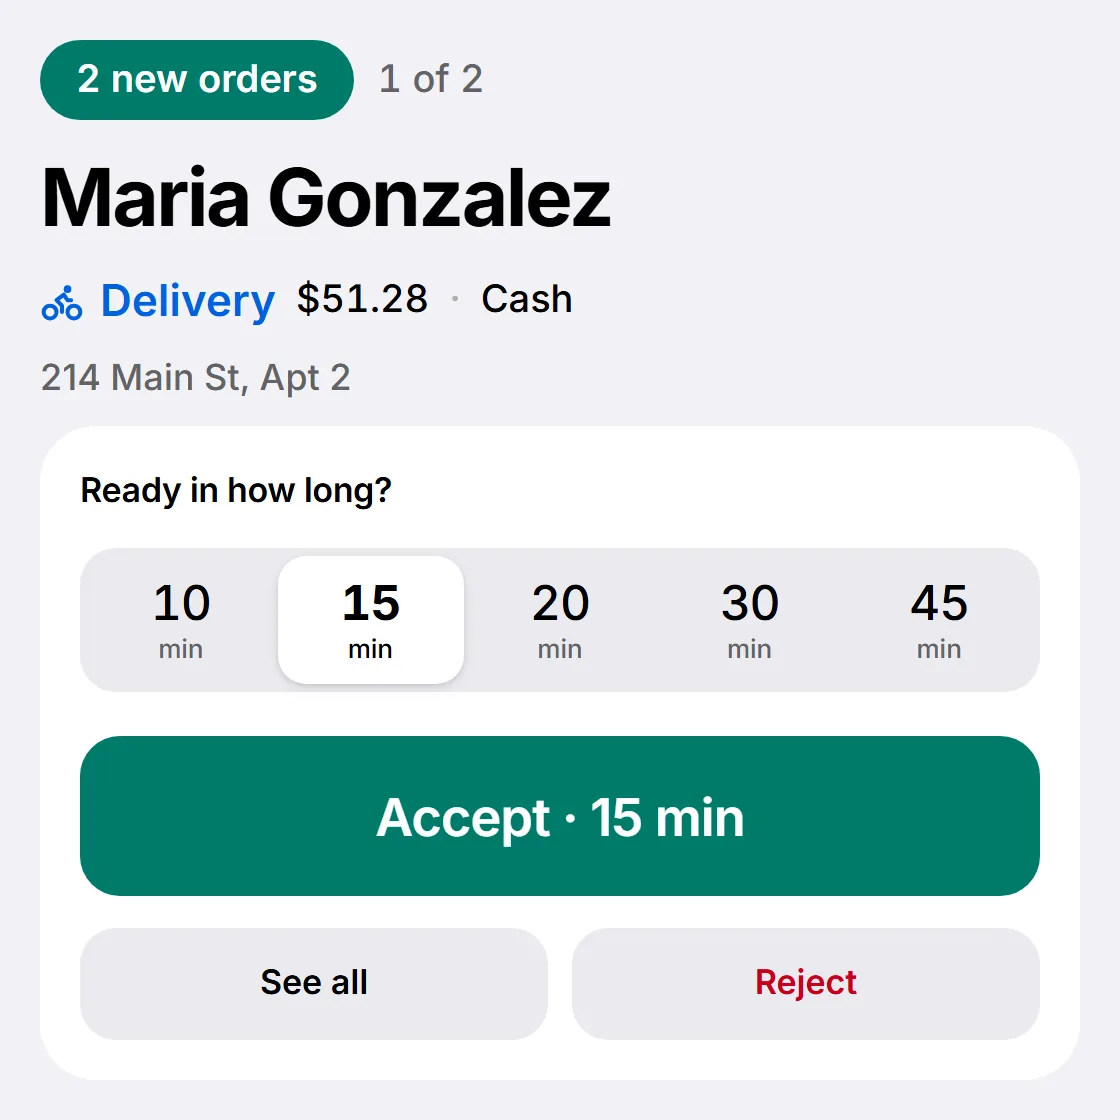 2 new orders 1 of 2
Maria Gonzalez
Delivery $51.28 · Cash
214 Main St, Apt 2
Ready in how long?
10 15 20 30 45
min min min min min
Accept · 15 min
See all Reject